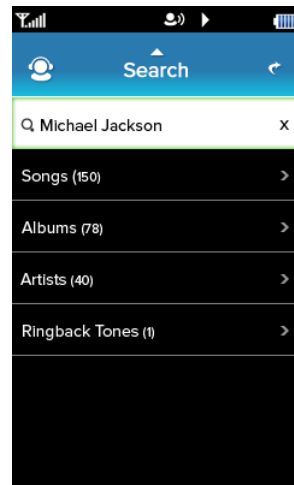 Search
Michael Jackson x
Songs (150)
Albums (78)
Artists (40)
Ringback Tones (1)